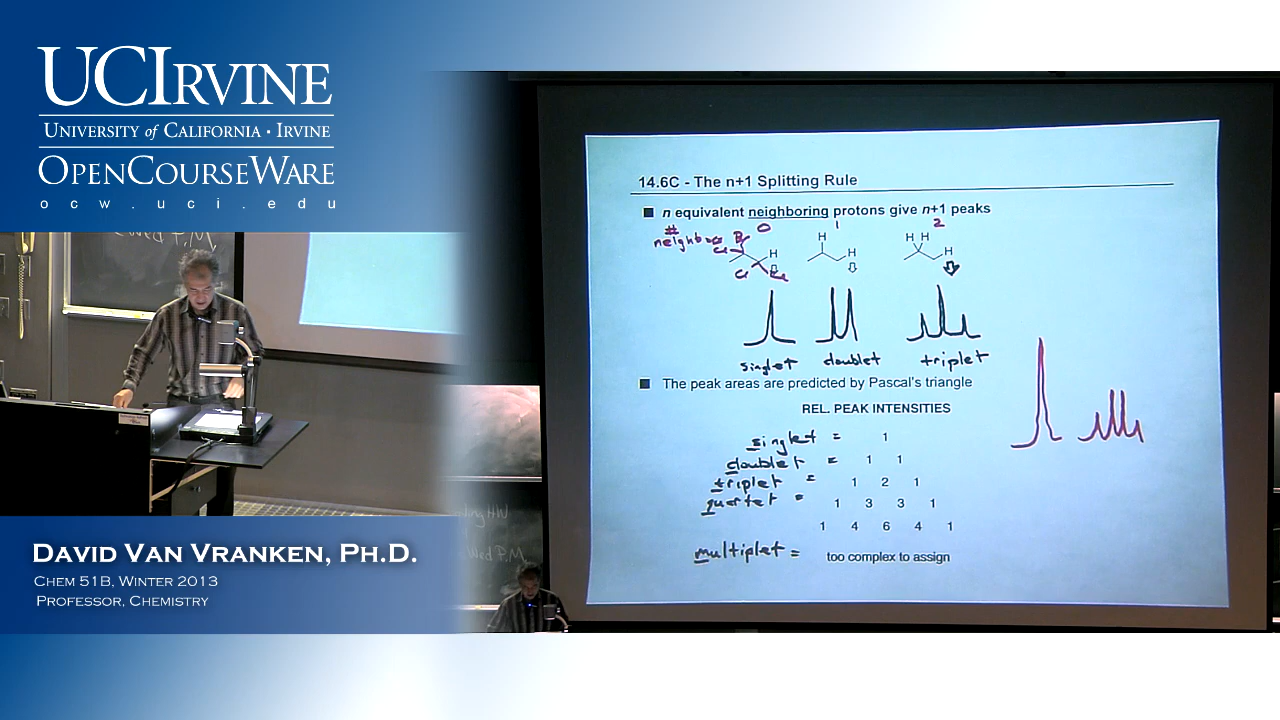 UCIRVINE
UNIVERSITY of CALIFORNIA · IRVINE
OPENCOURSEWARE
ocw.uci.edu
DAVID VAN VRANKEN, PH.D.
CHEM 51B, WINTER 2013
PROFESSOR, CHEMISTRY
14.6C - The n+1 Splitting Rule
n equivalent neighboring protons give n+1 peaks
# neighbors 0 1 2
Br H H H
Cl H H H
Cl
singlet doublet triplet
The peak areas are predicted by Pascal's triangle
REL. PEAK INTENSITIES
singlet = 1
doublet = 1 1
triplet = 1 2 1
quartet = 1 3 3 1
1 4 6 4 1
multiplet = too complex to assign